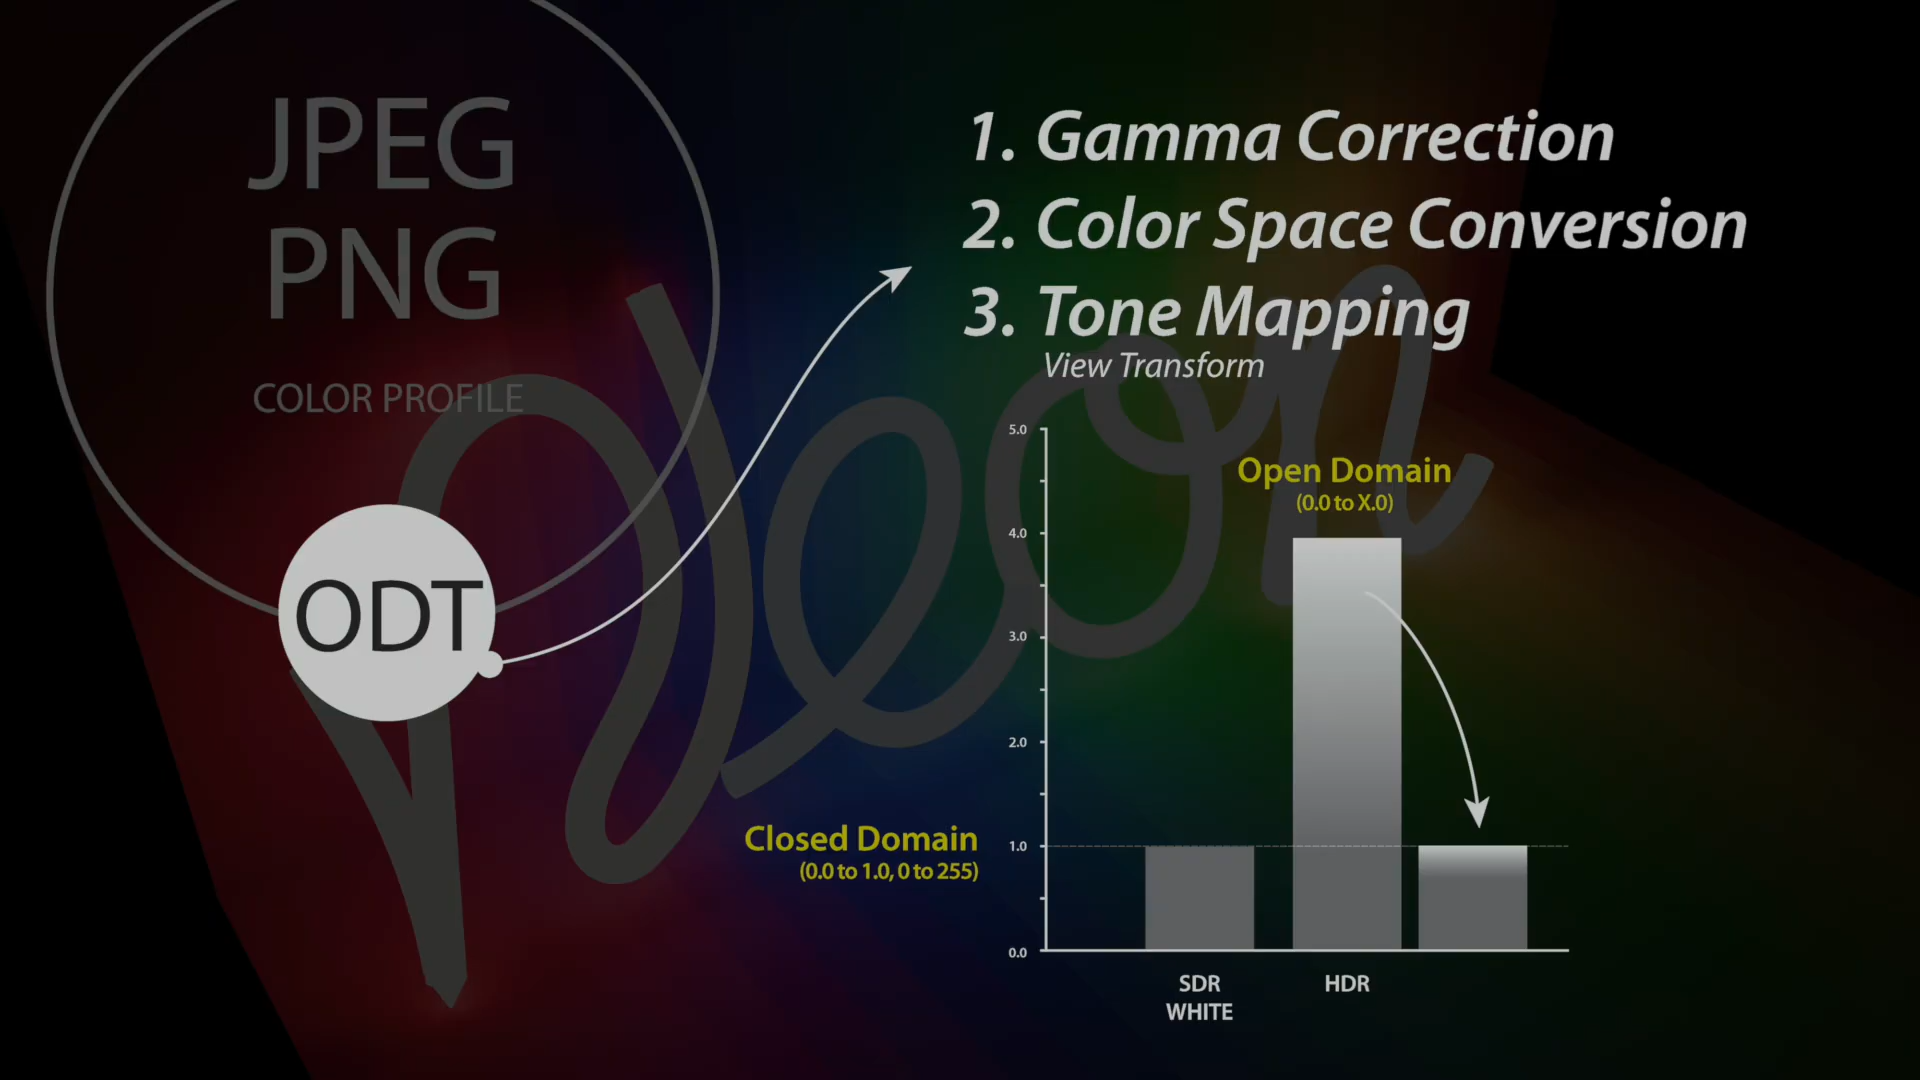 JPEG
PNG
COLOR PROFILE
ODT
1. Gamma Correction
2. Color Space Conversion
3. Tone Mapping
View Transform
5.0
4.0
3.0
2.0
1.0
0.0
Open Domain
(0.0 to X.0)
Closed Domain
(0.0 to 1.0, 0 to 255)
SDR
WHITE
HDR
Neon